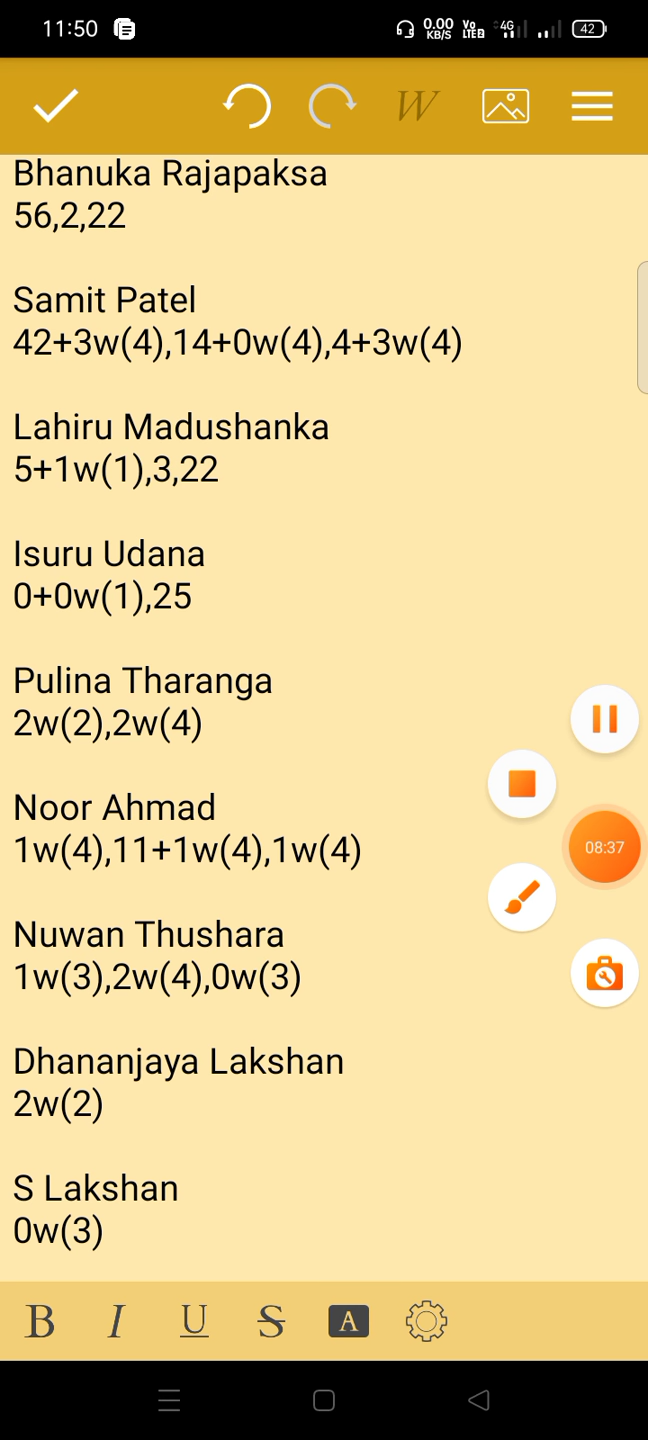 11:50
0.00
KB/S
Vo
LTE2
4G
42
W
Bhanuka Rajapaksa
56,2,22
Samit Patel
42+3w(4),14+0w(4),4+3w(4)
Lahiru Madushanka
5+1w(1),3,22
Isuru Udana
0+0w(1),25
Pulina Tharanga
2w(2),2w(4)
Noor Ahmad
1w(4),11+1w(4),1w(4)
08:37
Nuwan Thushara
1w(3),2w(4),0w(3)
Dhananjaya Lakshan
2w(2)
S Lakshan
0w(3)
B I U S A